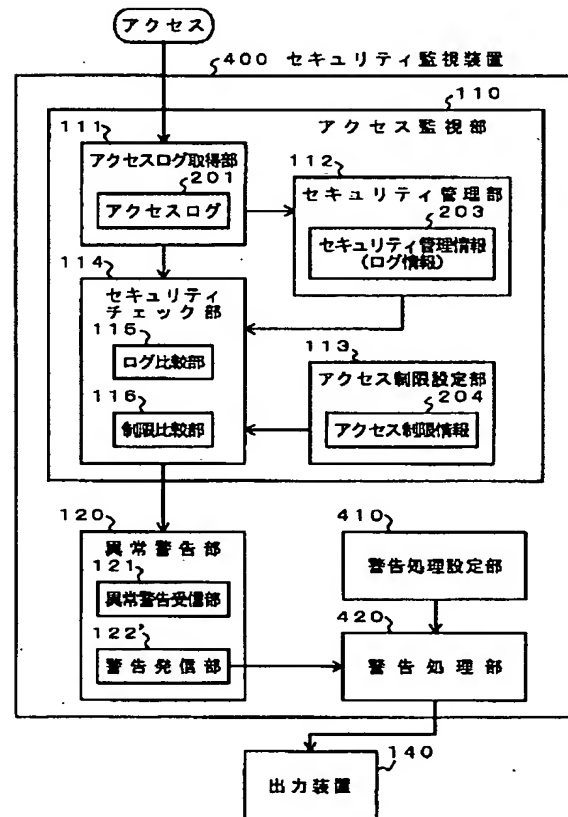 アクセス
400 セキュリティ監視装置
110
アクセス監視部
111
アクセスログ取得部
201
アクセスログ
112
セキュリティ管理部
203
セキュリティ管理情報
(ログ情報)
114
セキュリティ
チェック部
115
ログ比較部
116
制限比較部
113
アクセス制限設定部
204
アクセス制限情報
120
異常警告部
121
異常警告受信部
122'
警告発信部
410
警告処理設定部
420
警告処理部
140
出力装置